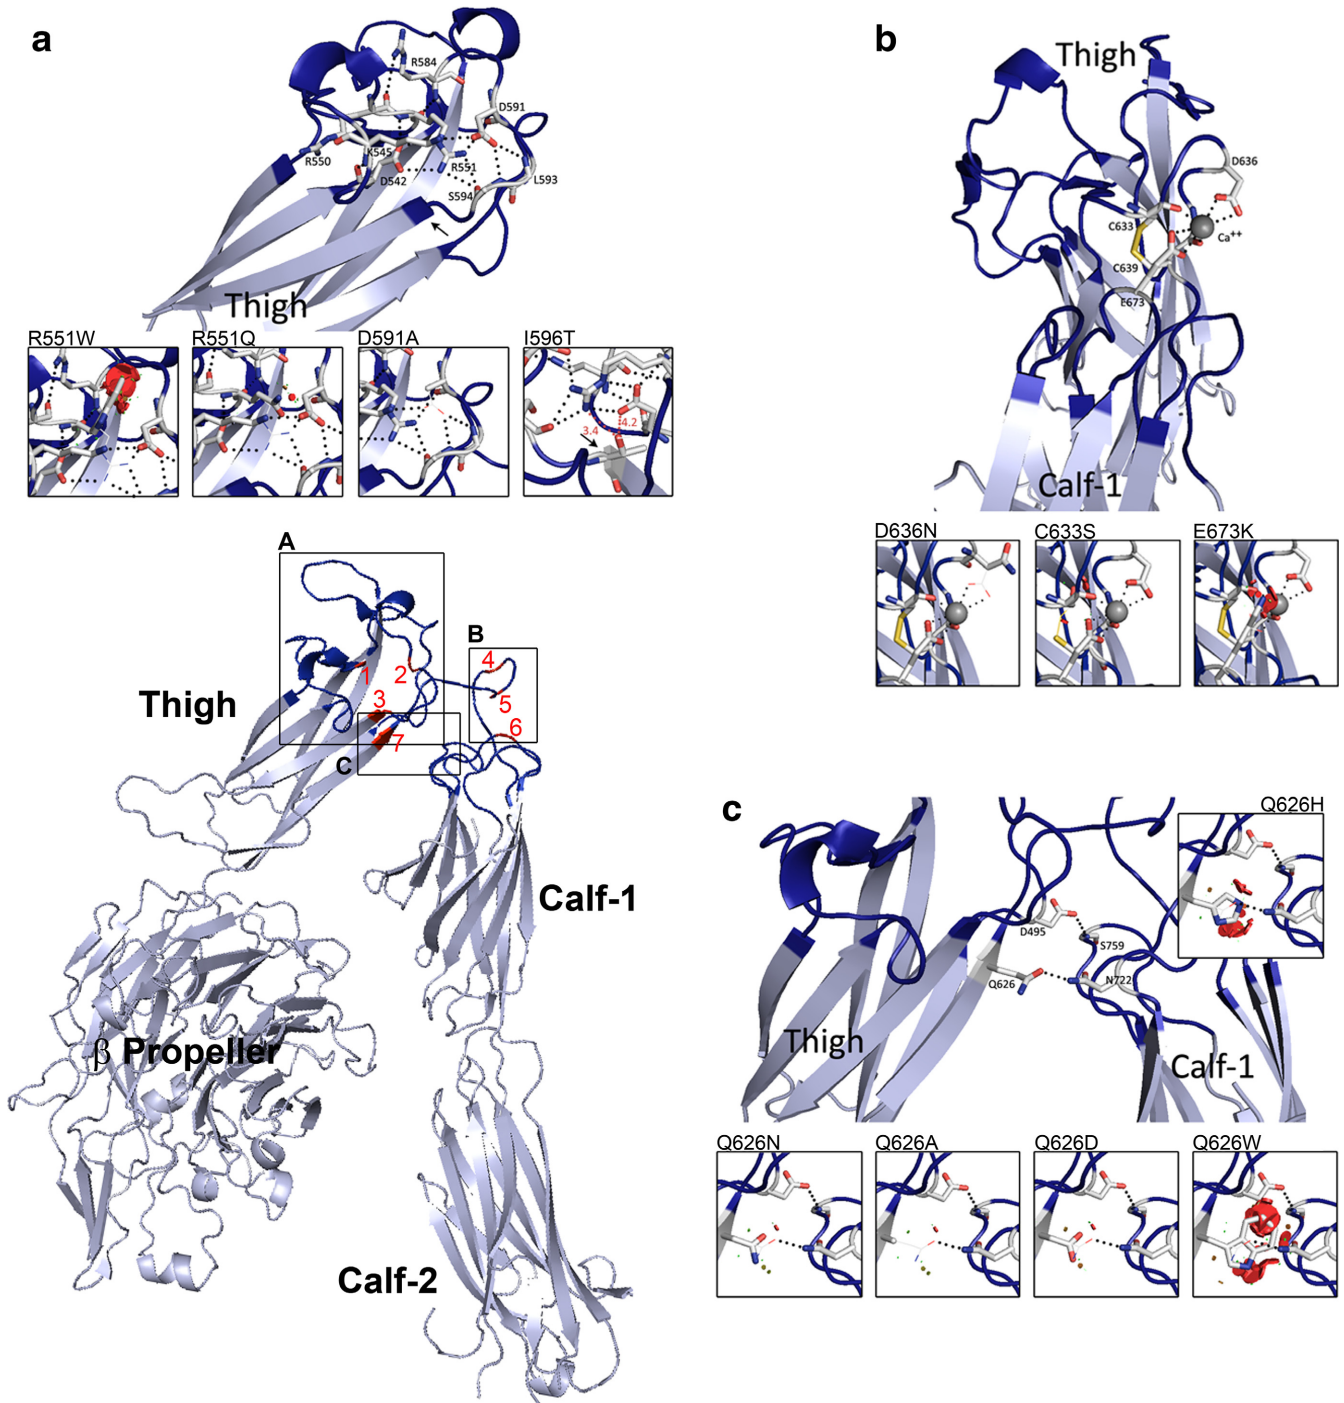 a
R584
D591
R550
K545
R551
D542
L593
S594
Thigh
R551W
R551Q
D591A
I596T
4.2
3.4
b
Thigh
D636
C633
Ca++
C639
E673
Calf-1
D636N
C633S
E673K
A
B
1
2
3
4
5
6
7
C
Thigh
Calf-1
β Propeller
Calf-2
c
Q626H
D495
S759
Q626
N722
Thigh
Calf-1
Q626N
Q626A
Q626D
Q626W